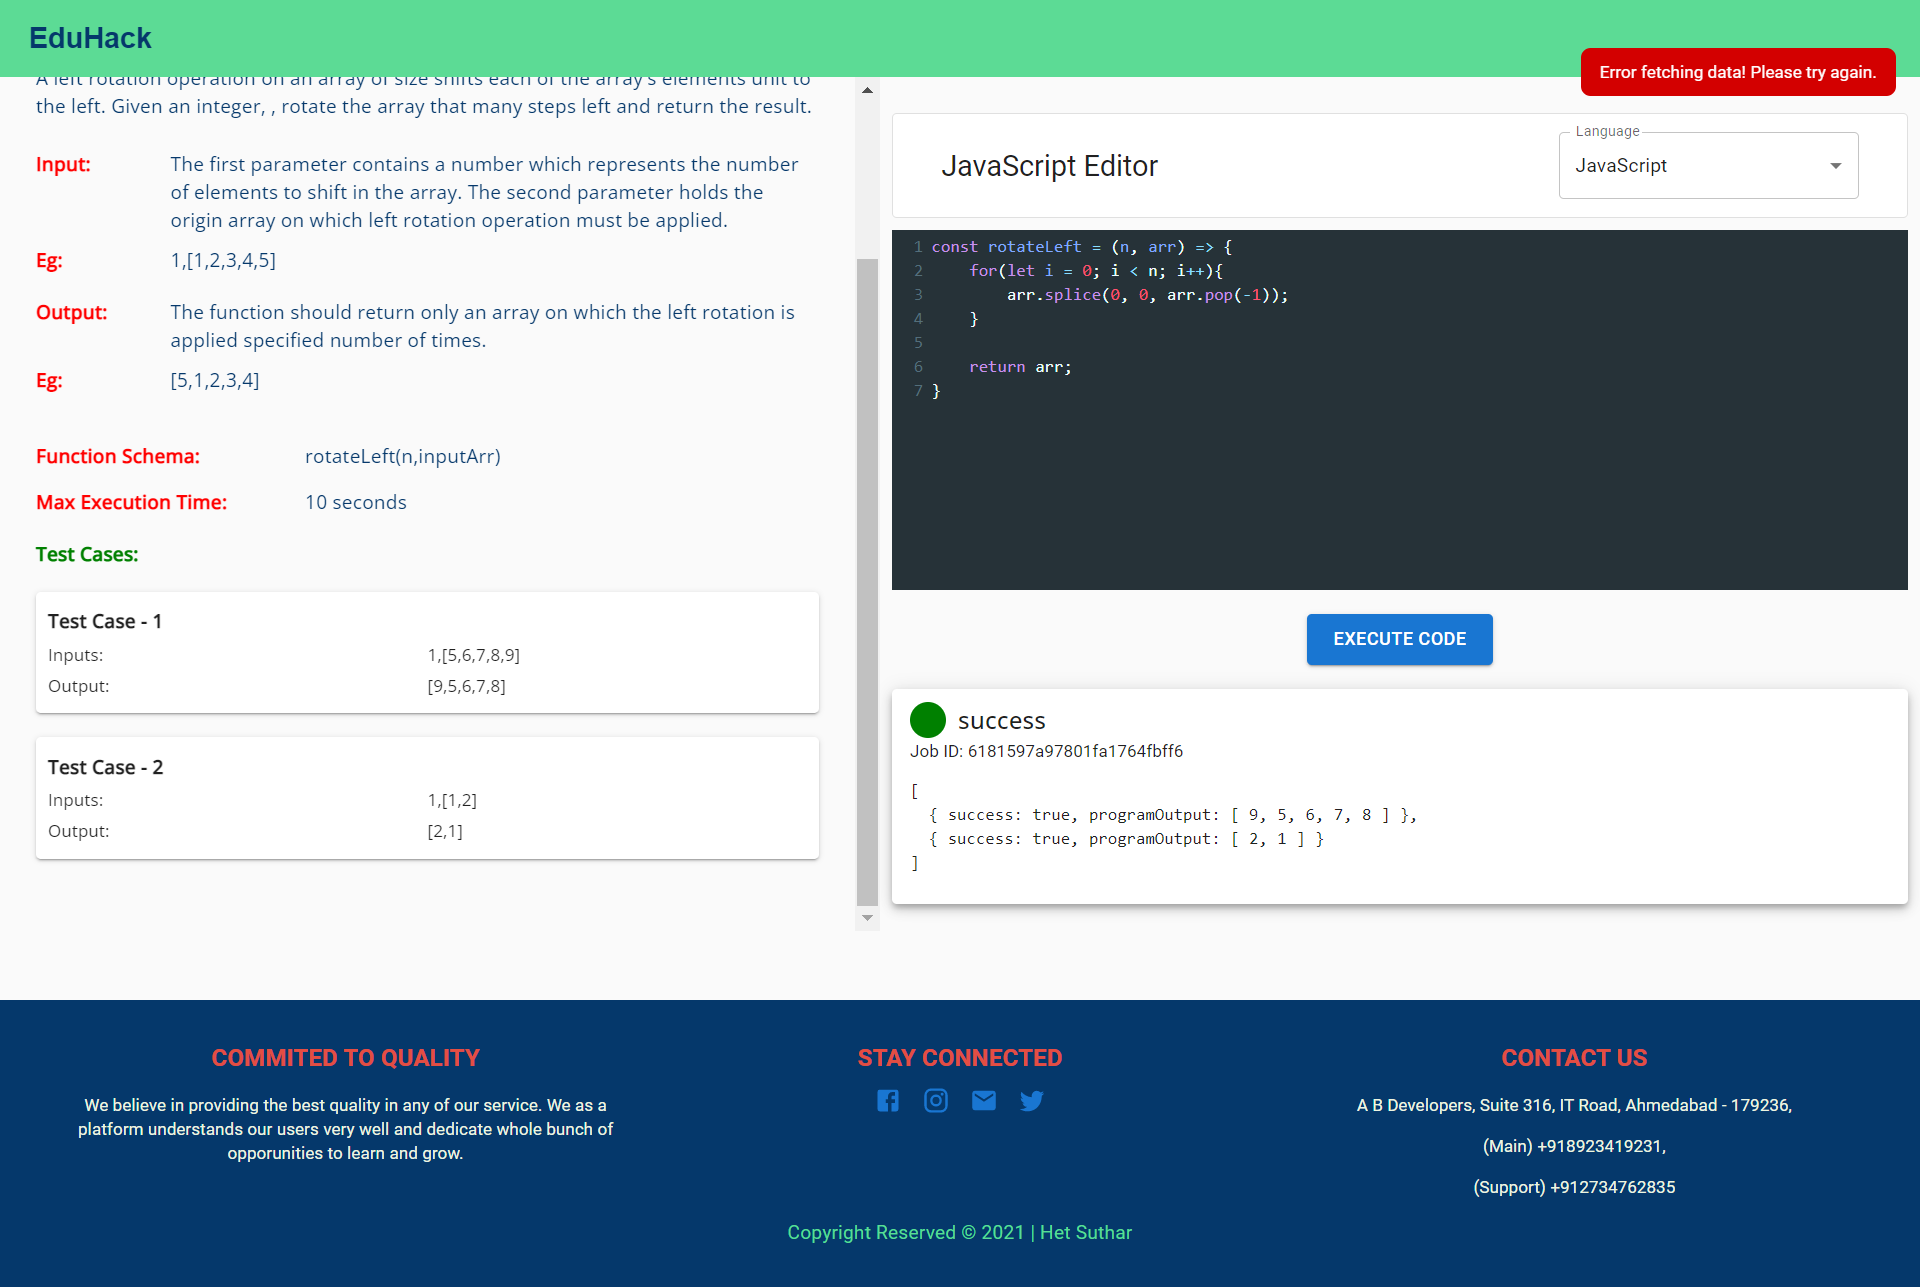 EduHack
Error fetching data! Please try again.
A left rotation operation on an array of size shifts each of the array's elements unit to
the left. Given an integer, , rotate the array that many steps left and return the result.
Input:
The first parameter contains a number which represents the number
of elements to shift in the array. The second parameter holds the
origin array on which left rotation operation must be applied.
Eg:
1,[1,2,3,4,5]
Output:
The function should return only an array on which the left rotation is
applied specified number of times.
Eg:
[5,1,2,3,4]
Function Schema:
rotateLeft(n,inputArr)
Max Execution Time:
10 seconds
Test Cases:
Test Case - 1
Inputs:
1,[5,6,7,8,9]
Output:
[9,5,6,7,8]
Test Case - 2
Inputs:
1,[1,2]
Output:
[2,1]
JavaScript Editor
Language
JavaScript
1 const rotateLeft = (n, arr) => {
2     for(let i = 0; i < n; i++){
3         arr.splice(0, 0, arr.pop(-1));
4     }
5
6     return arr;
7 }
EXECUTE CODE
success
Job ID: 6181597a97801fa1764fbff6
[
  { success: true, programOutput: [ 9, 5, 6, 7, 8 ] },
  { success: true, programOutput: [ 2, 1 ] }
]
COMMITED TO QUALITY
We believe in providing the best quality in any of our service. We as a
platform understands our users very well and dedicate whole bunch of
opporunities to learn and grow.
STAY CONNECTED
CONTACT US
A B Developers, Suite 316, IT Road, Ahmedabad - 179236,
(Main) +918923419231,
(Support) +912734762835
Copyright Reserved © 2021 | Het Suthar